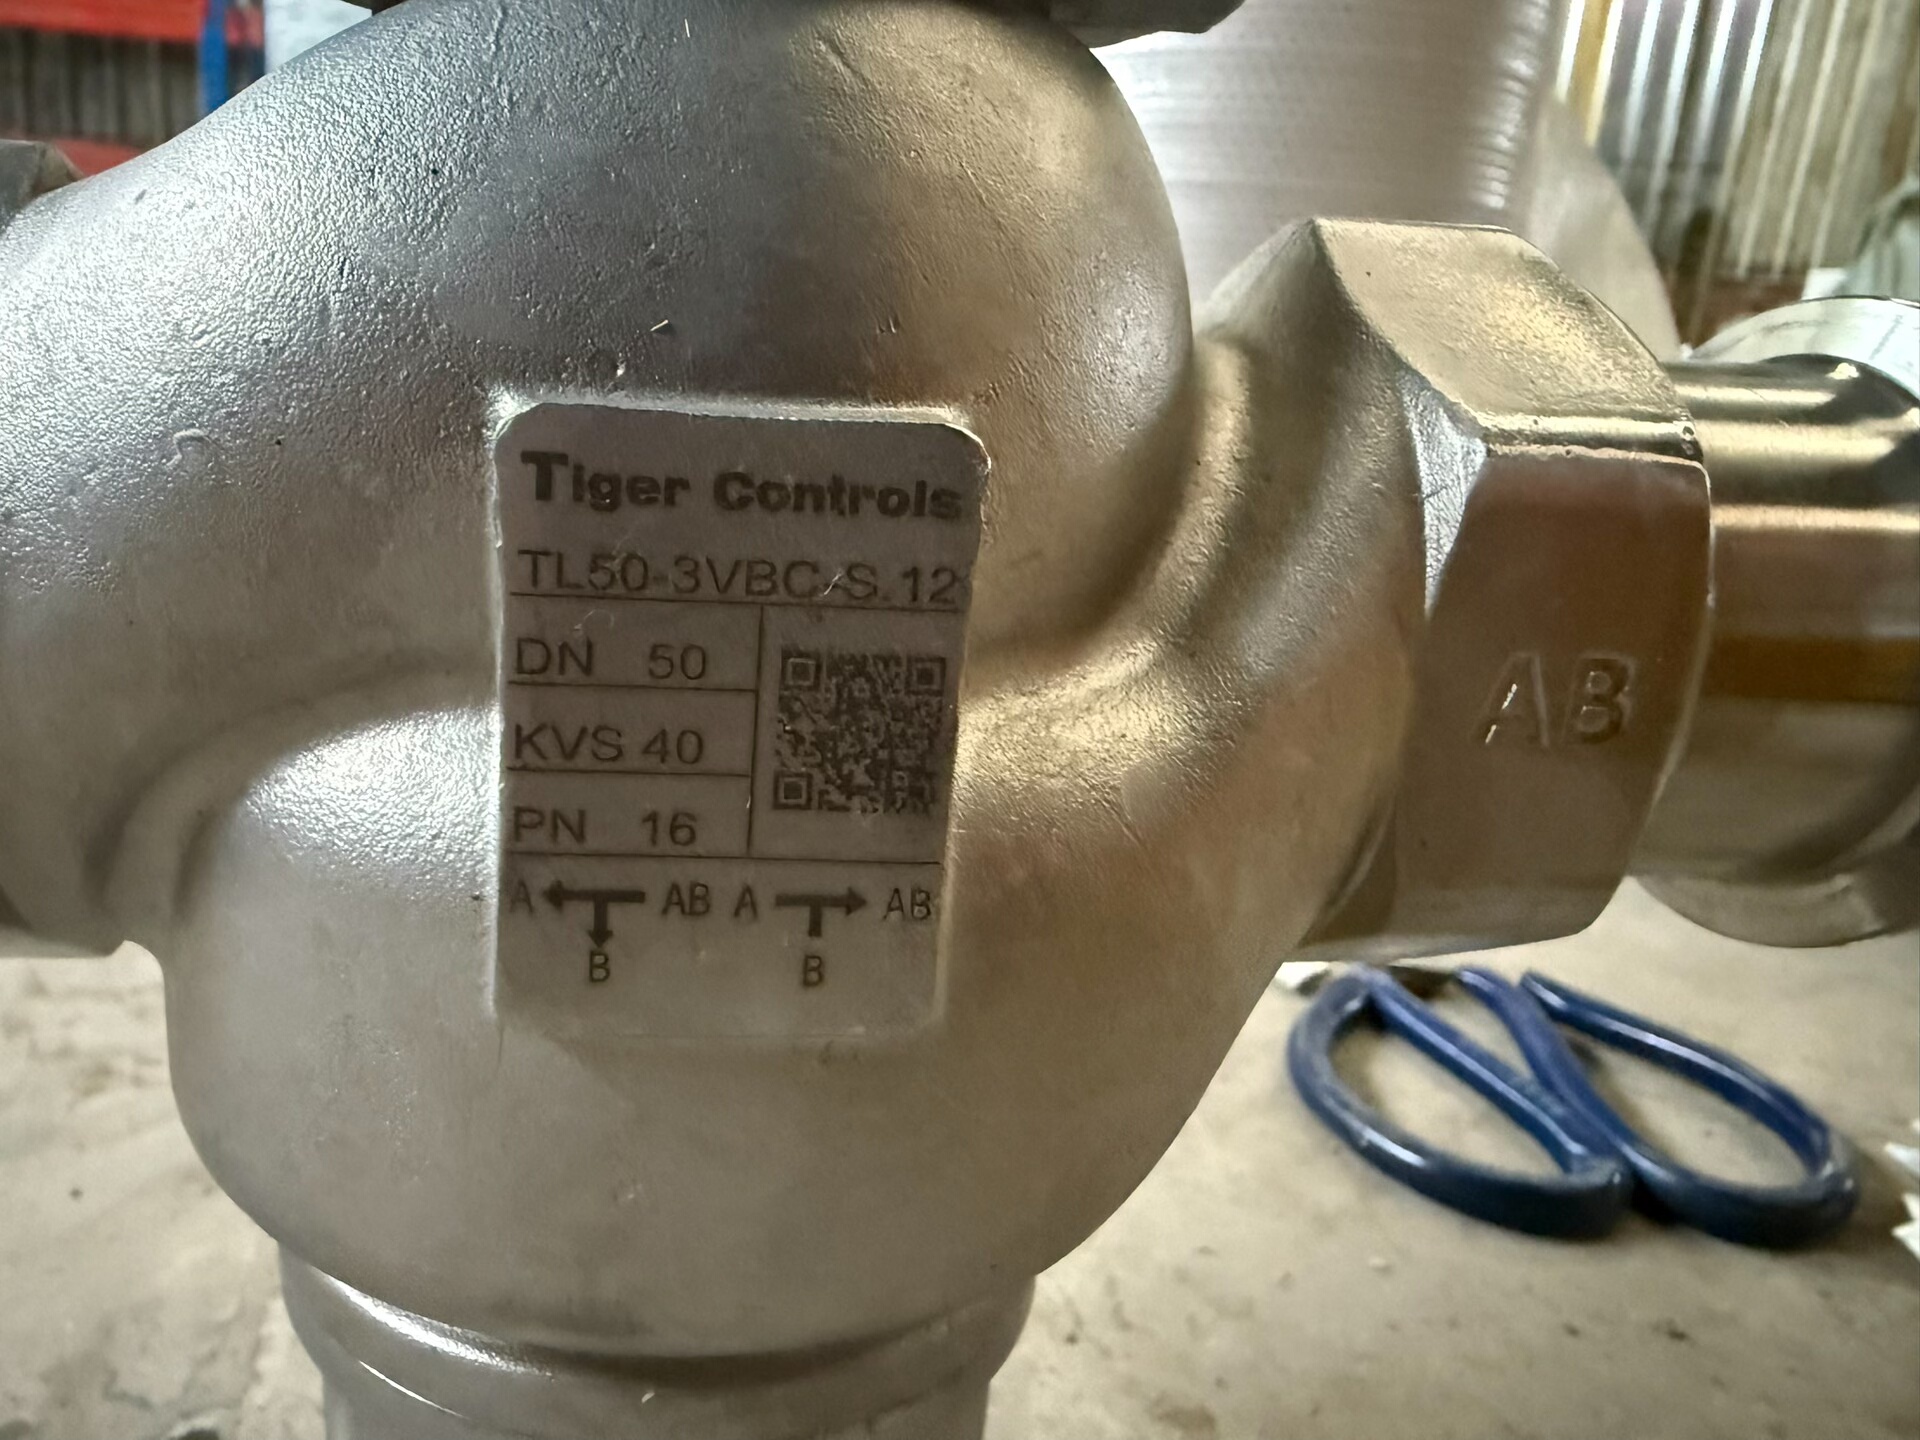 Tiger Controls
TL50-3VBC-S.12
DN 50
KVS 40
PN 16
A AB A AB
B B
AB